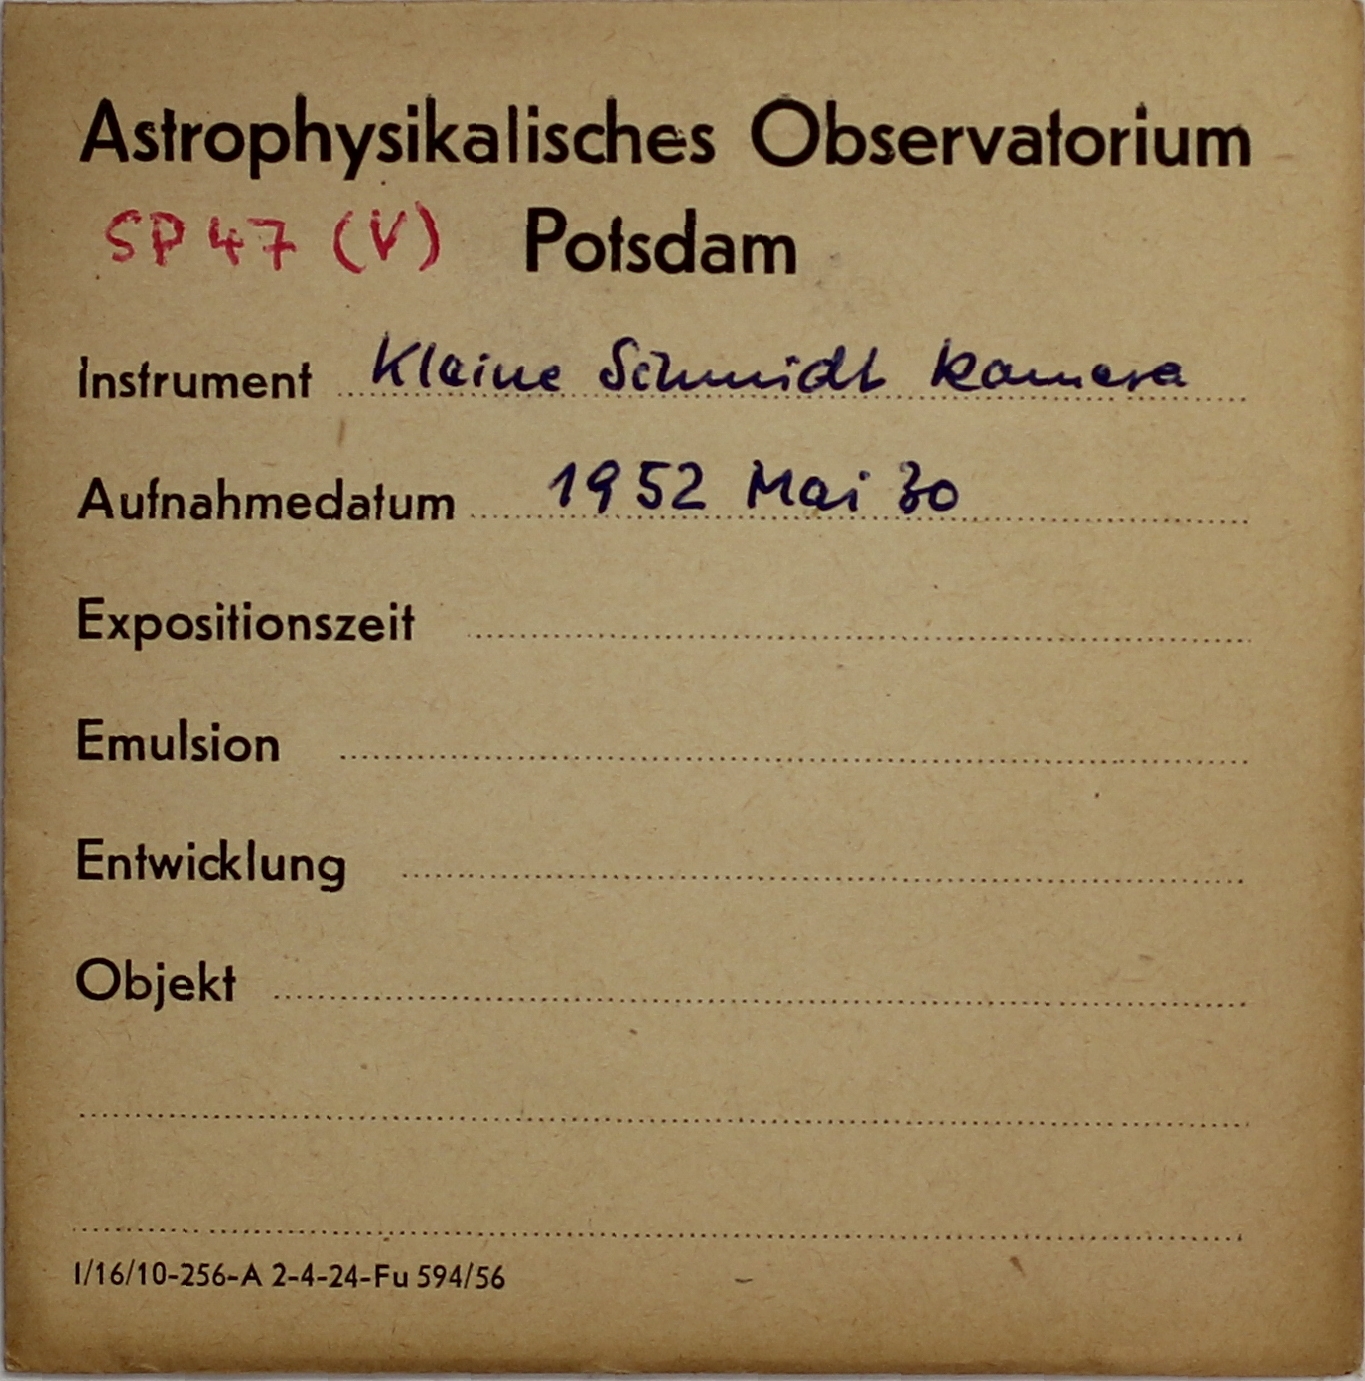 Astrophysikalisches Observatorium
SP 47 (V) Potsdam
Instrument Kleine Schmidt Kamera
Aufnahmedatum 1952 Mai 30
Expositionszeit
Emulsion
Entwicklung
Objekt
I/16/10-256-A 2-4-24-Fu 594/56